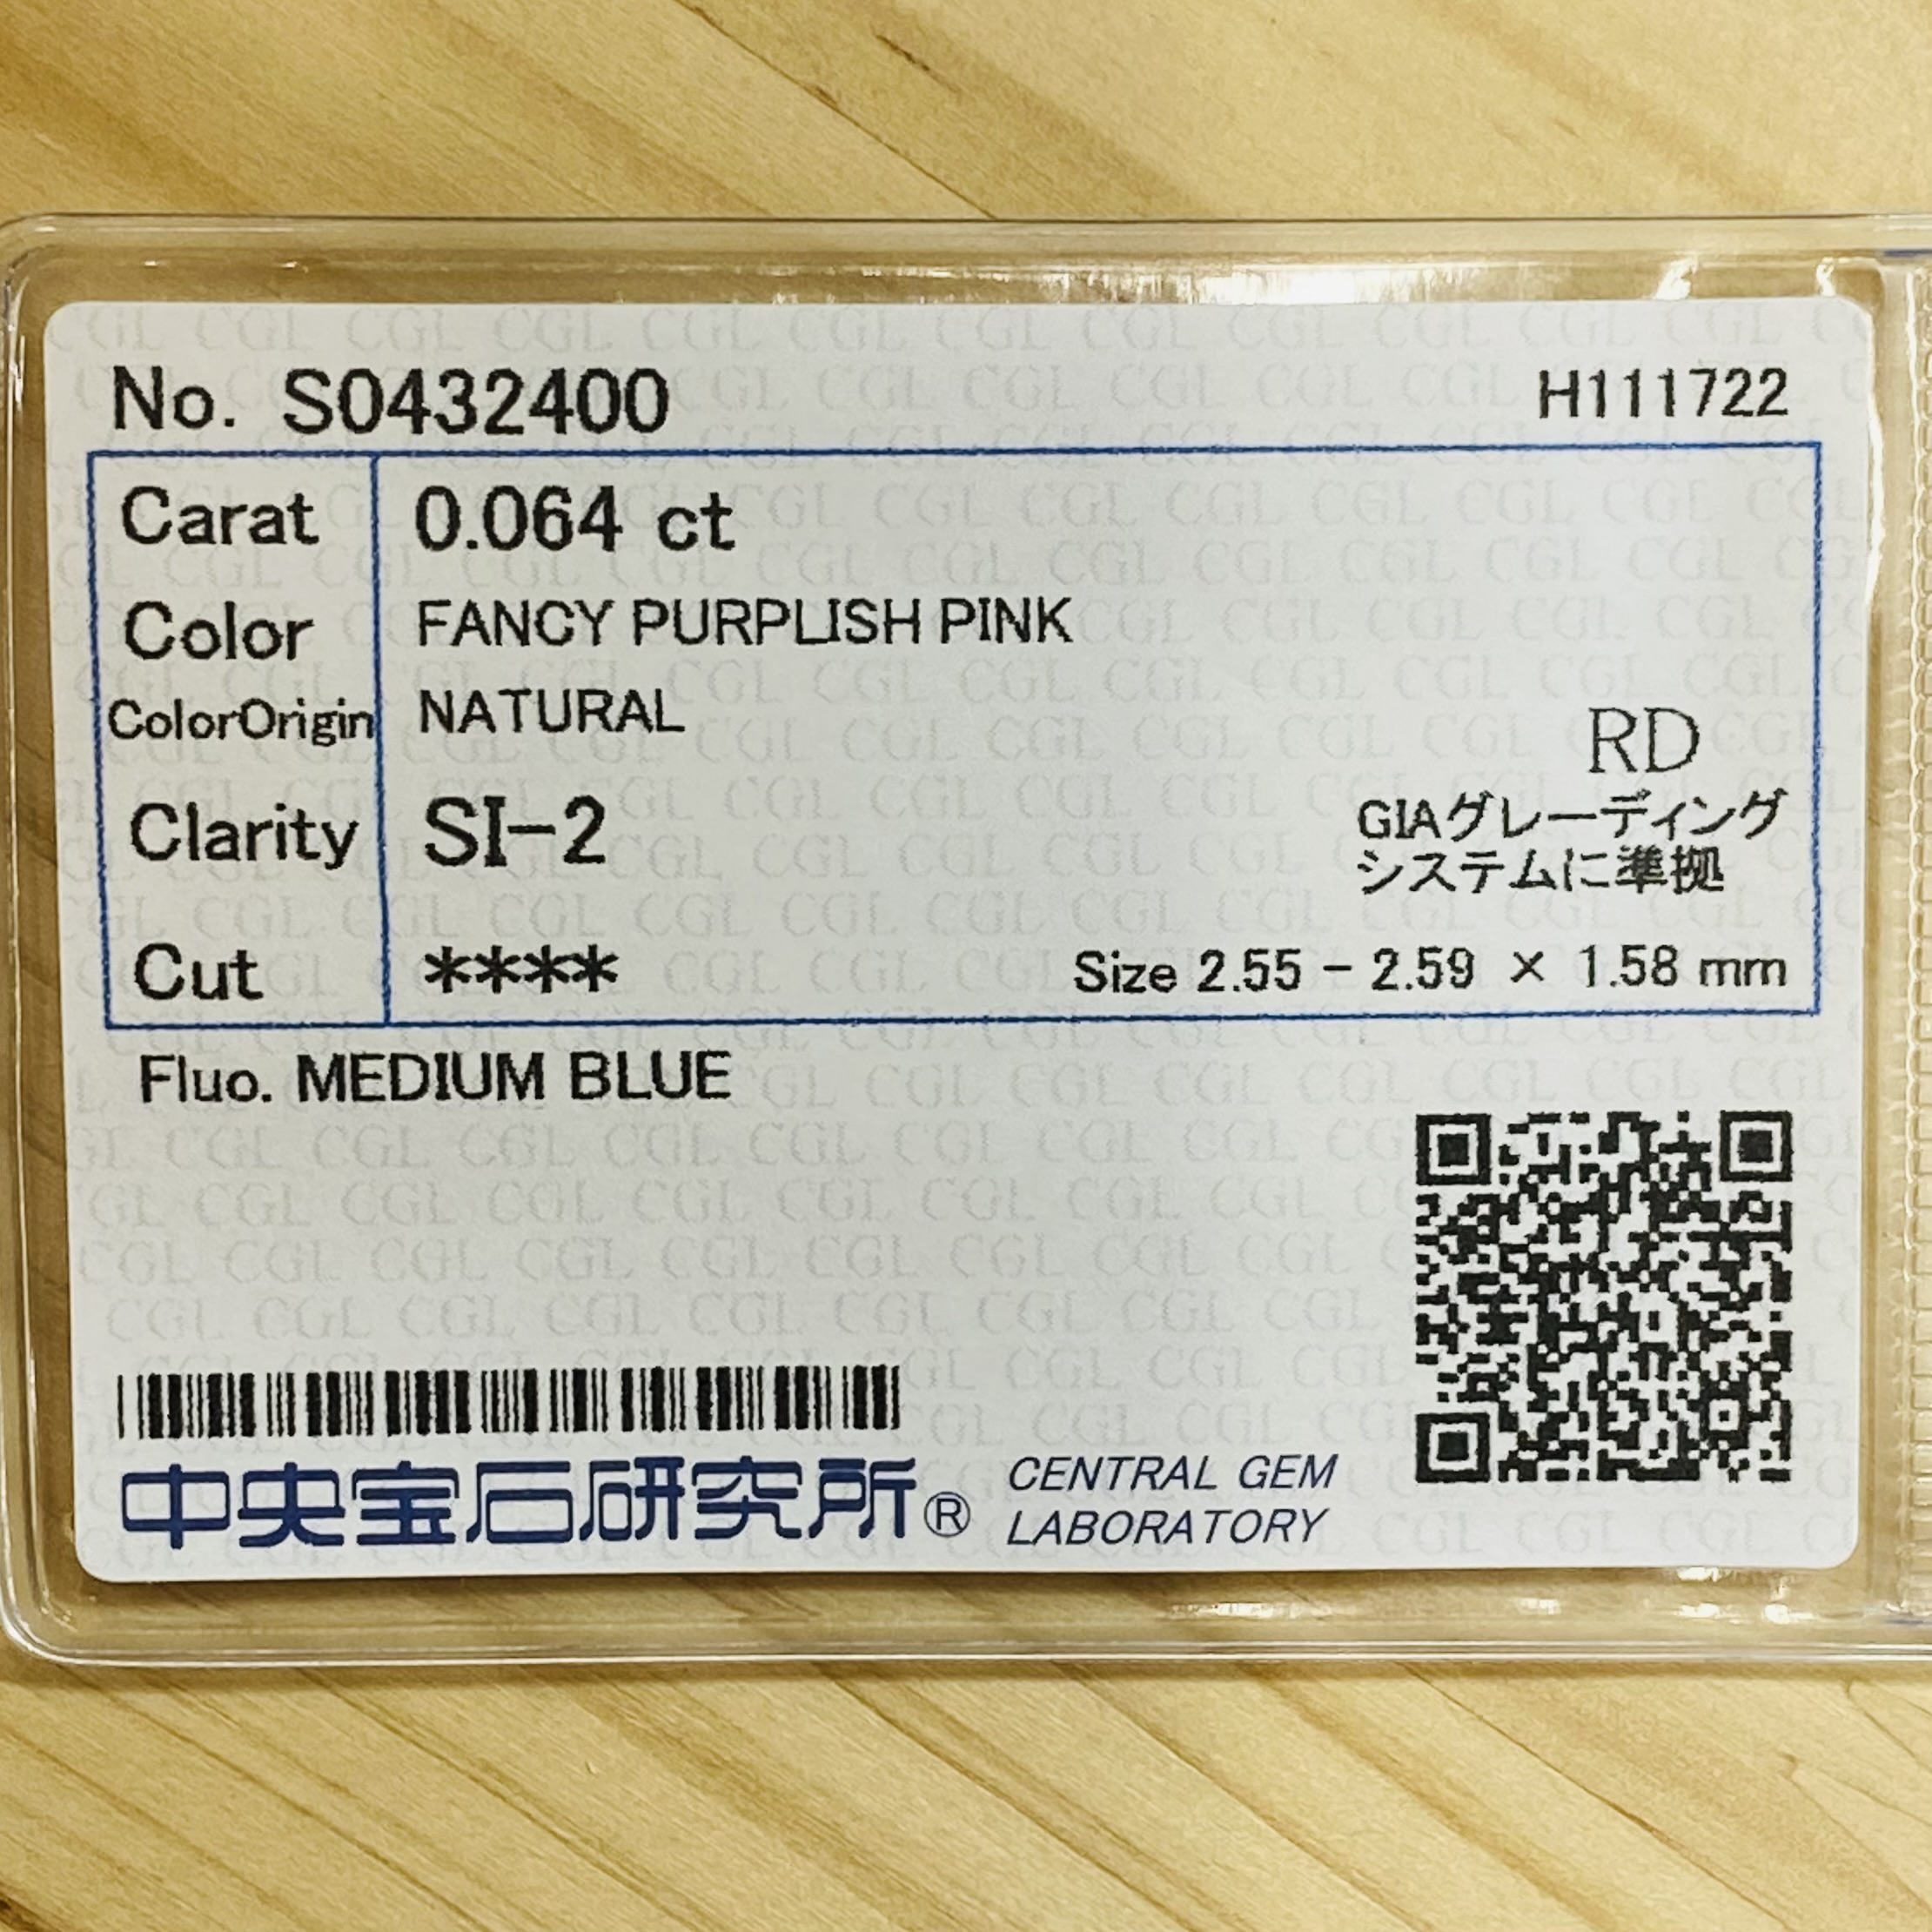 No. S0432400
H111722
Carat 0.064 ct
Color FANCY PURPLISH PINK
ColorOrigin NATURAL
RD
Clarity SI-2
GIAグレーディング
システムに準拠
Cut ****
Size 2.55 - 2.59 × 1.58 mm
Fluo. MEDIUM BLUE
中央宝石研究所®
CENTRAL GEM
LABORATORY